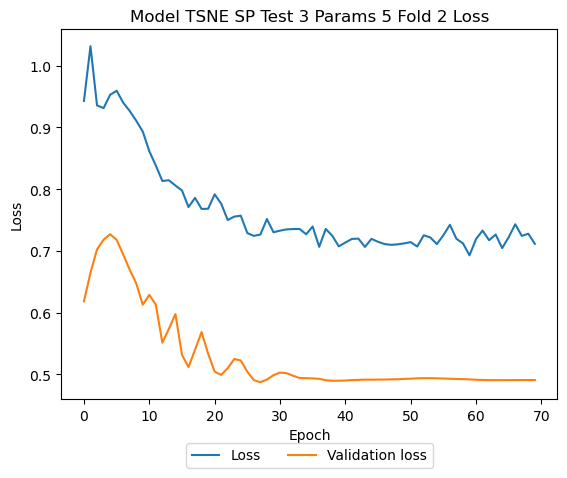 Model TSNE SP Test 3 Params 5 Fold 2 Loss
Loss
1.0
0.9
0.8
0.7
0.6
0.5
0 10 20 30 40 50 60 70
Epoch
Loss Validation loss